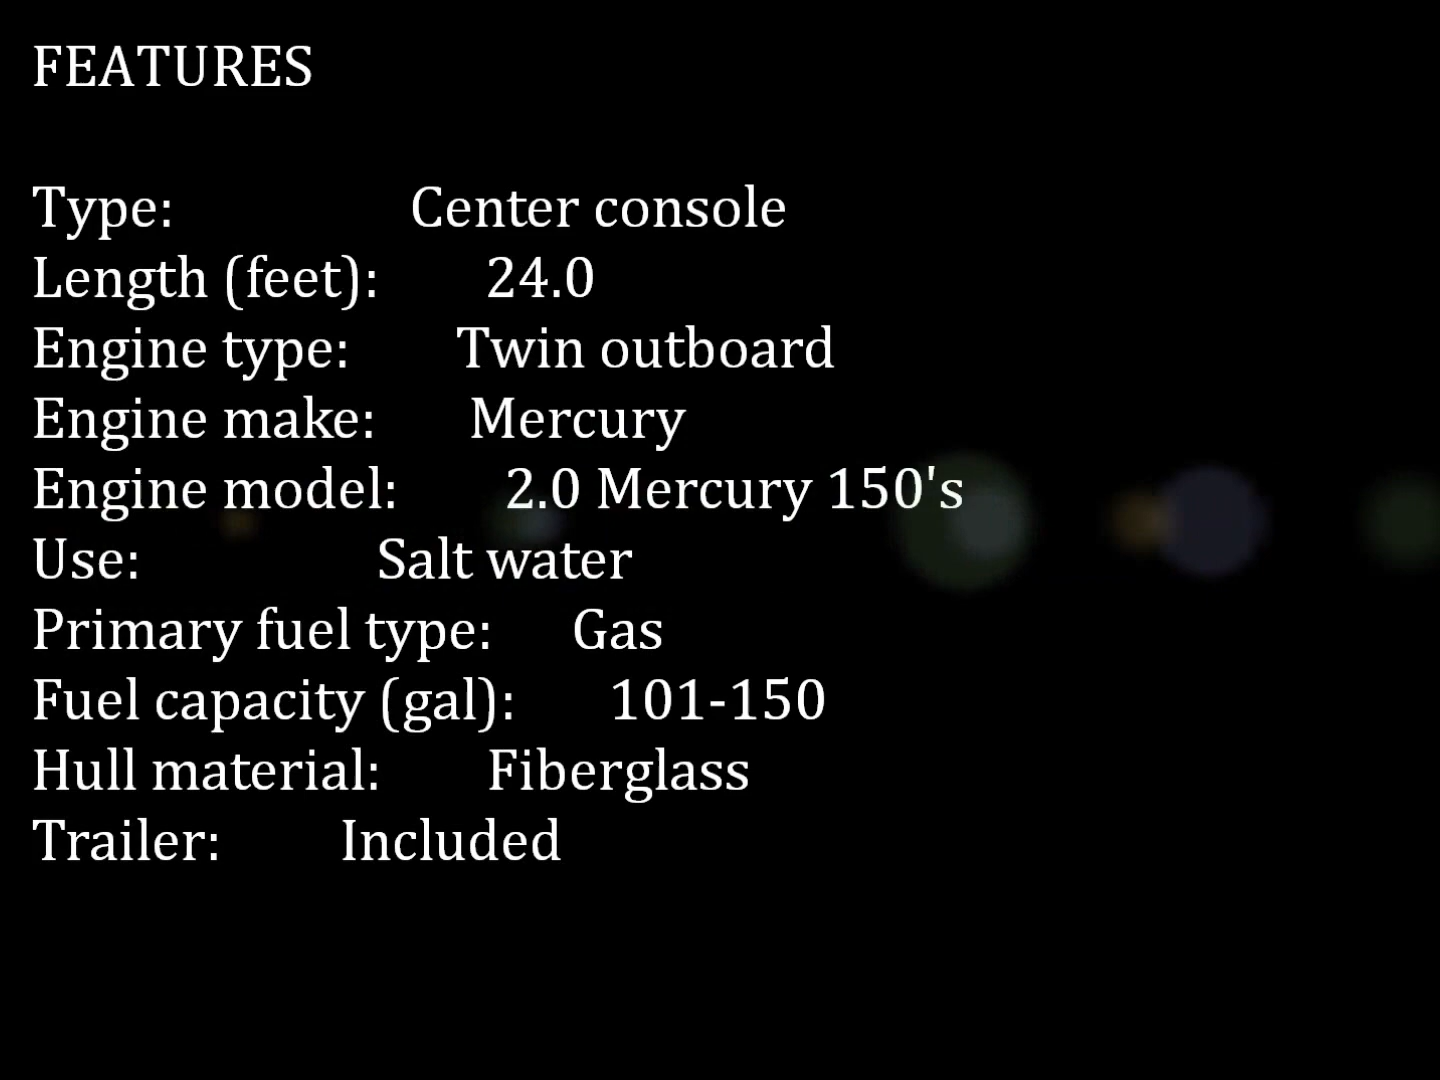 FEATURES
Type: Center console
Length (feet): 24.0
Engine type: Twin outboard
Engine make: Mercury
Engine model: 2.0 Mercury 150's
Use: Salt water
Primary fuel type: Gas
Fuel capacity (gal): 101-150
Hull material: Fiberglass
Trailer: Included